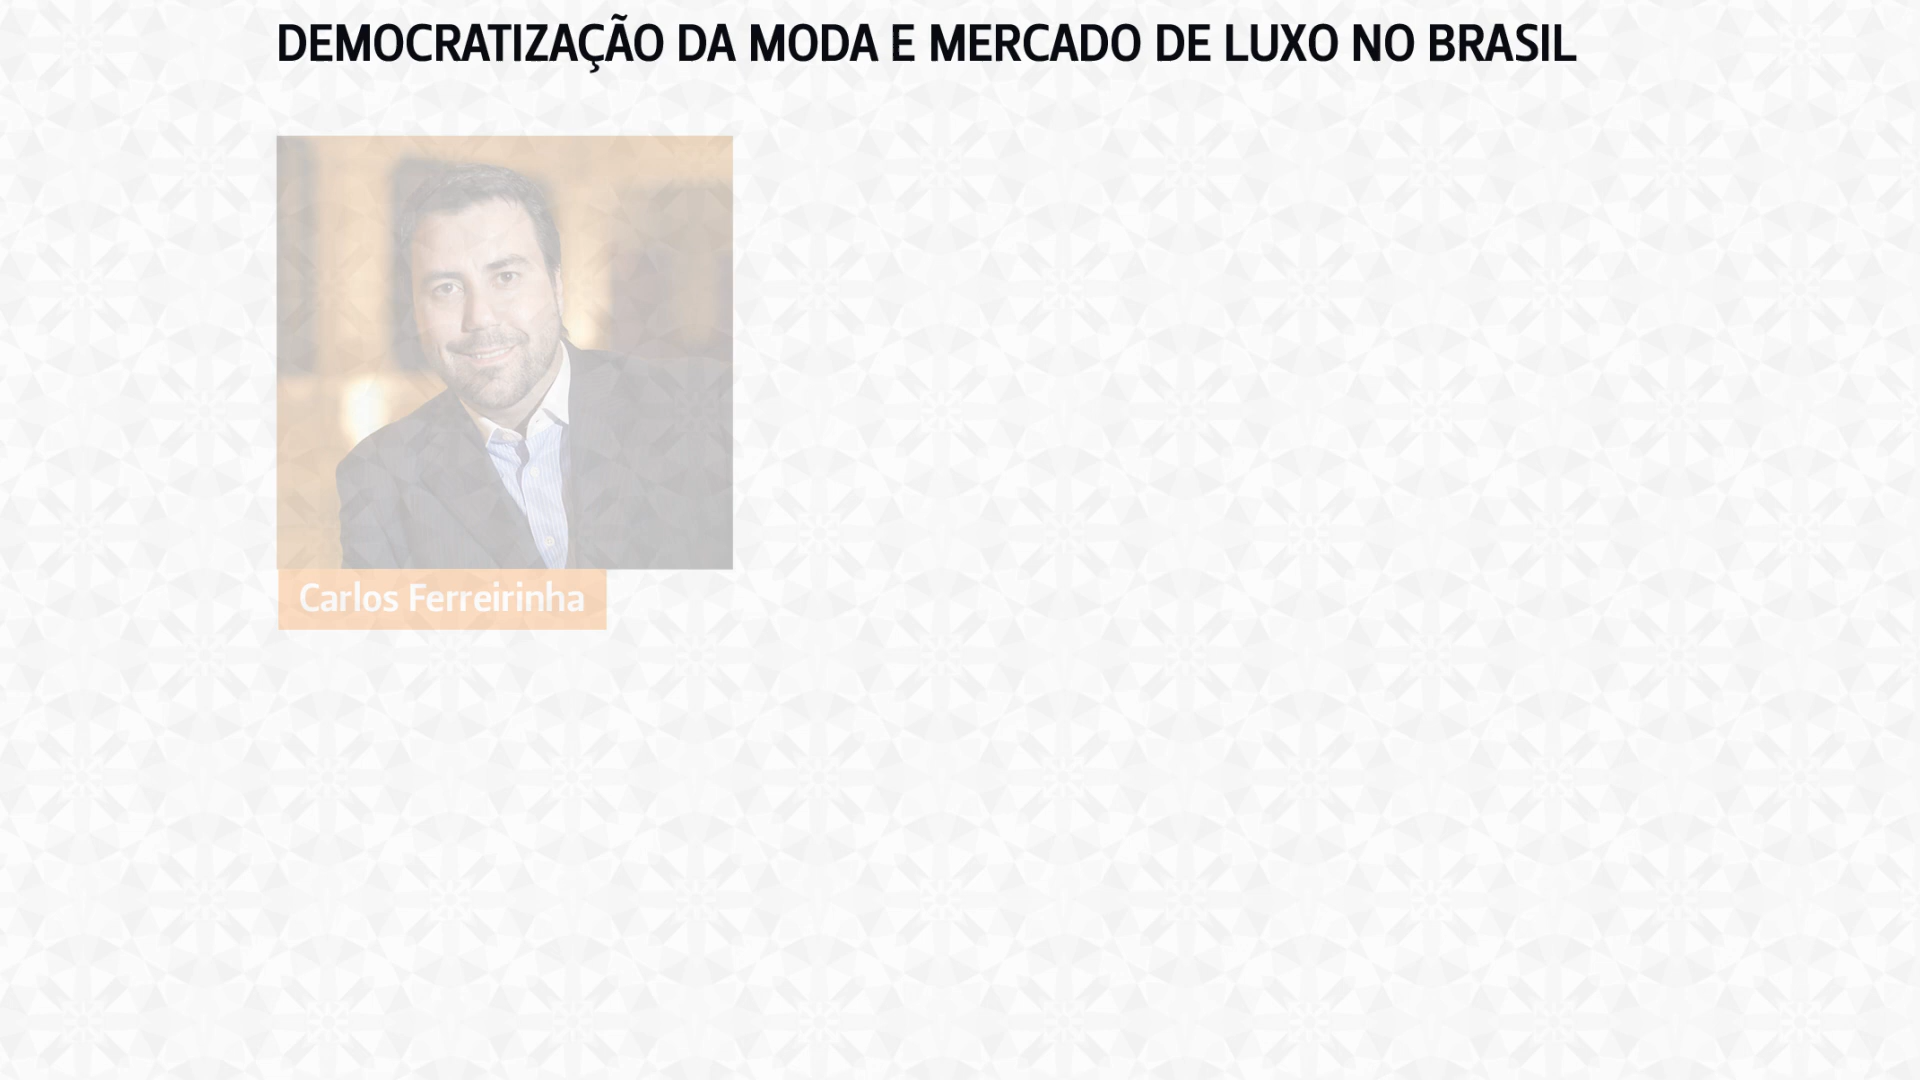 DEMOCRATIZAÇÃO DA MODA E MERCADO DE LUXO NO BRASIL
Carlos Ferreirinha